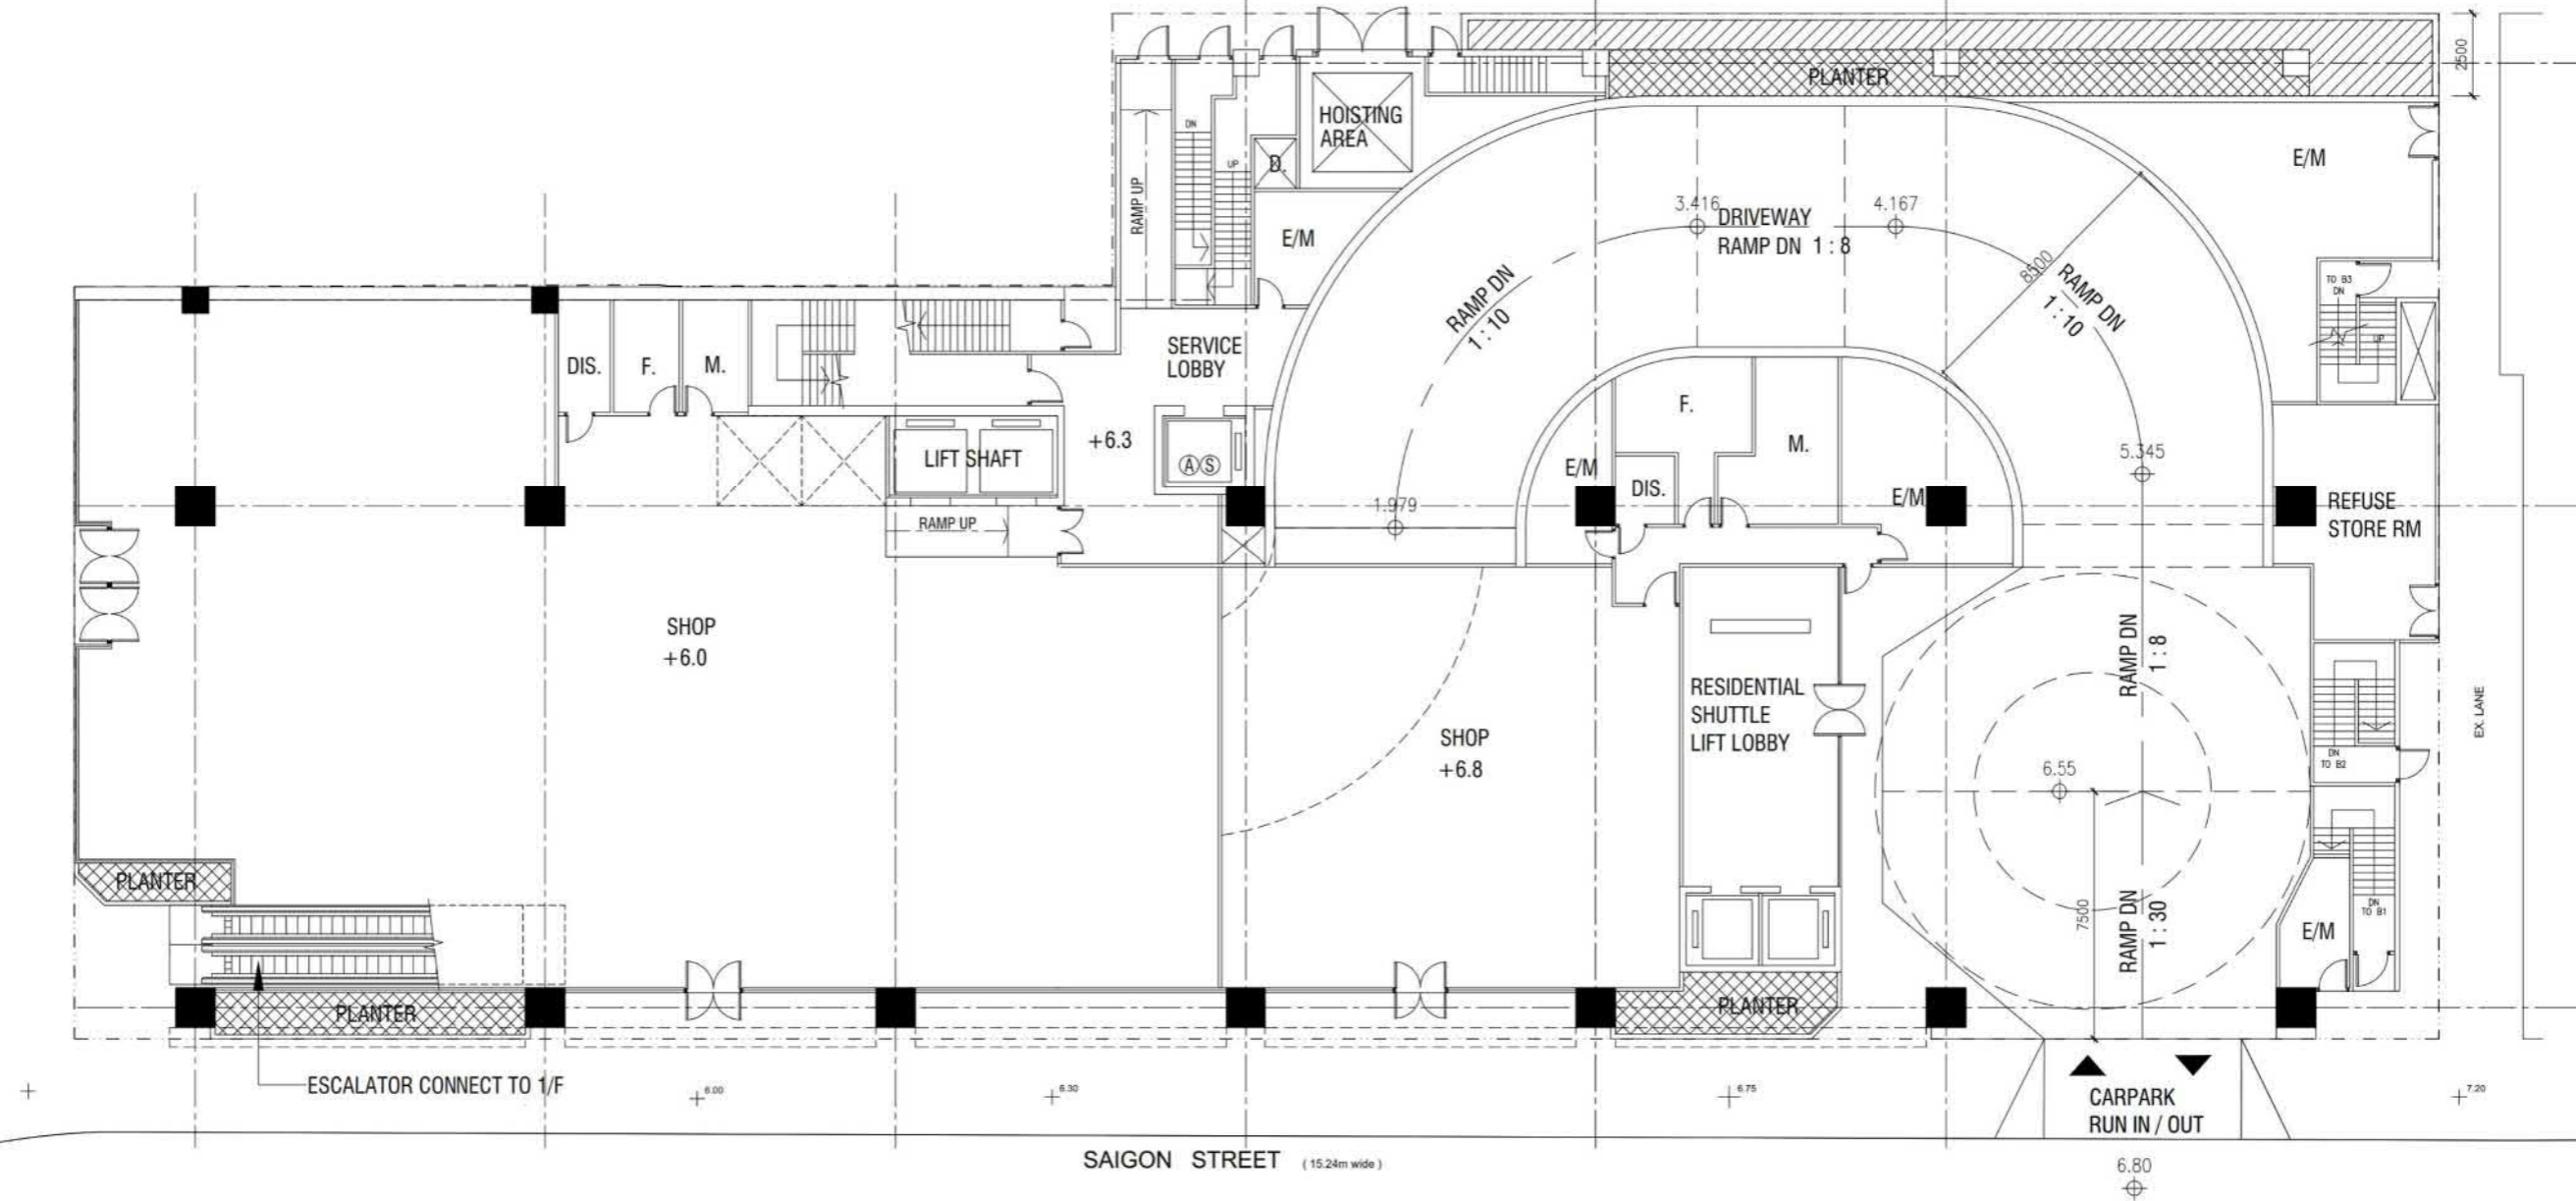 2500
PLANTER
HOISTING
AREA
DN
UP
D.
E/M
RAMP UP
E/M
3.416
DRIVEWAY
RAMP DN 1 : 8
4.167
8500
RAMP DN
1 : 10
RAMP DN
1 : 10
TO B3
DN
UP
DIS.
F.
M.
SERVICE
LOBBY
F.
M.
+6.3
LIFT SHAFT
A S
E/M
DIS.
E/M
5.345
REFUSE
STORE RM
RAMP UP
1.979
SHOP
+6.0
RAMP DN
1 : 8
RESIDENTIAL
SHUTTLE
LIFT LOBBY
SHOP
+6.8
EX. LANE
DN
TO B2
6.55
7500
RAMP DN
1 : 30
PLANTER
DN
TO B1
E/M
PLANTER
PLANTER
ESCALATOR CONNECT TO 1/F
6.00
6.30
6.75
CARPARK
RUN IN / OUT
7.20
SAIGON STREET ( 15.24m wide )
6.80